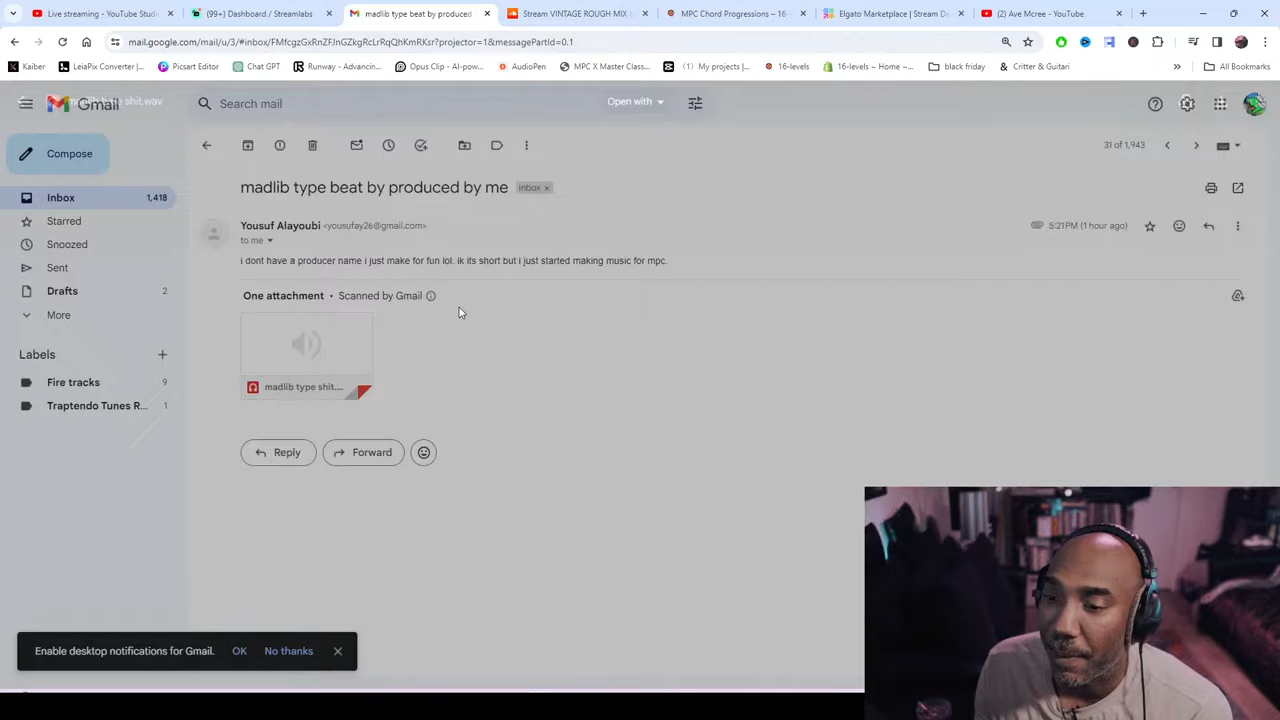 Live streaming - YouTube Stud
(99+) Dashboard / Streamlabs
madlib type beat by produced
Stream VINTAGE ROUGH MIX (
MPC Chord Progressions – 16-
Elgato Marketplace | Stream De
(2) Ave Mcree - YouTube
mail.google.com/mail/u/3/#inbox/FMfcgzGxRnZFJnGZkgRcLrRqQhKmRKsr?projector=1&messagePartId=0.1
Kaiber
LeiaPix Converter |...
Picsart Editor
Chat GPT
Runway - Advancin...
Opus Clip - AI-pow...
AudioPen
MPC X Master Class...
(1) My projects |...
16-levels
16-levels ~ Home ~...
black friday
Critter & Guitari
All Bookmarks
madlib type shit.wav
Gmail
Search mail
Open with
Compose
31 of 1,943
Inbox 1,418
Starred
Snoozed
Sent
Drafts 2
More
Labels
Fire tracks 9
Traptendo Tunes R... 1
madlib type beat by produced by me Inbox x
Yousuf Alayoubi <yousufay26@gmail.com>
5:21 PM (1 hour ago)
to me
i dont have a producer name i just make for fun lol. ik its short but i just started making music for mpc.
One attachment • Scanned by Gmail
madlib type shit....
Reply
Forward
Enable desktop notifications for Gmail. OK No thanks